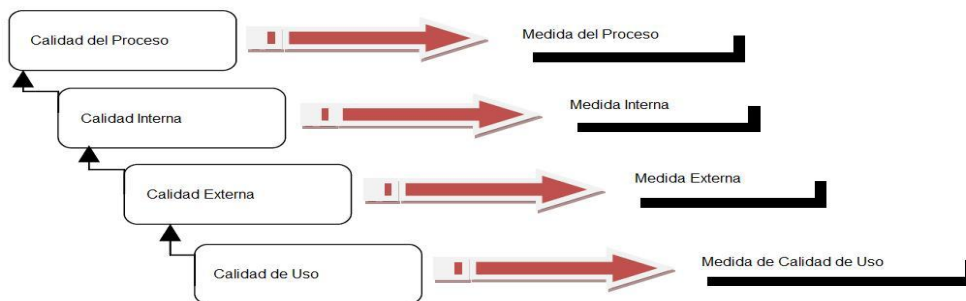 Calidad del Proceso
Medida del Proceso
Calidad Interna
Medida Interna
Calidad Externa
Medida Externa
Calidad de Uso
Medida de Calidad de Uso